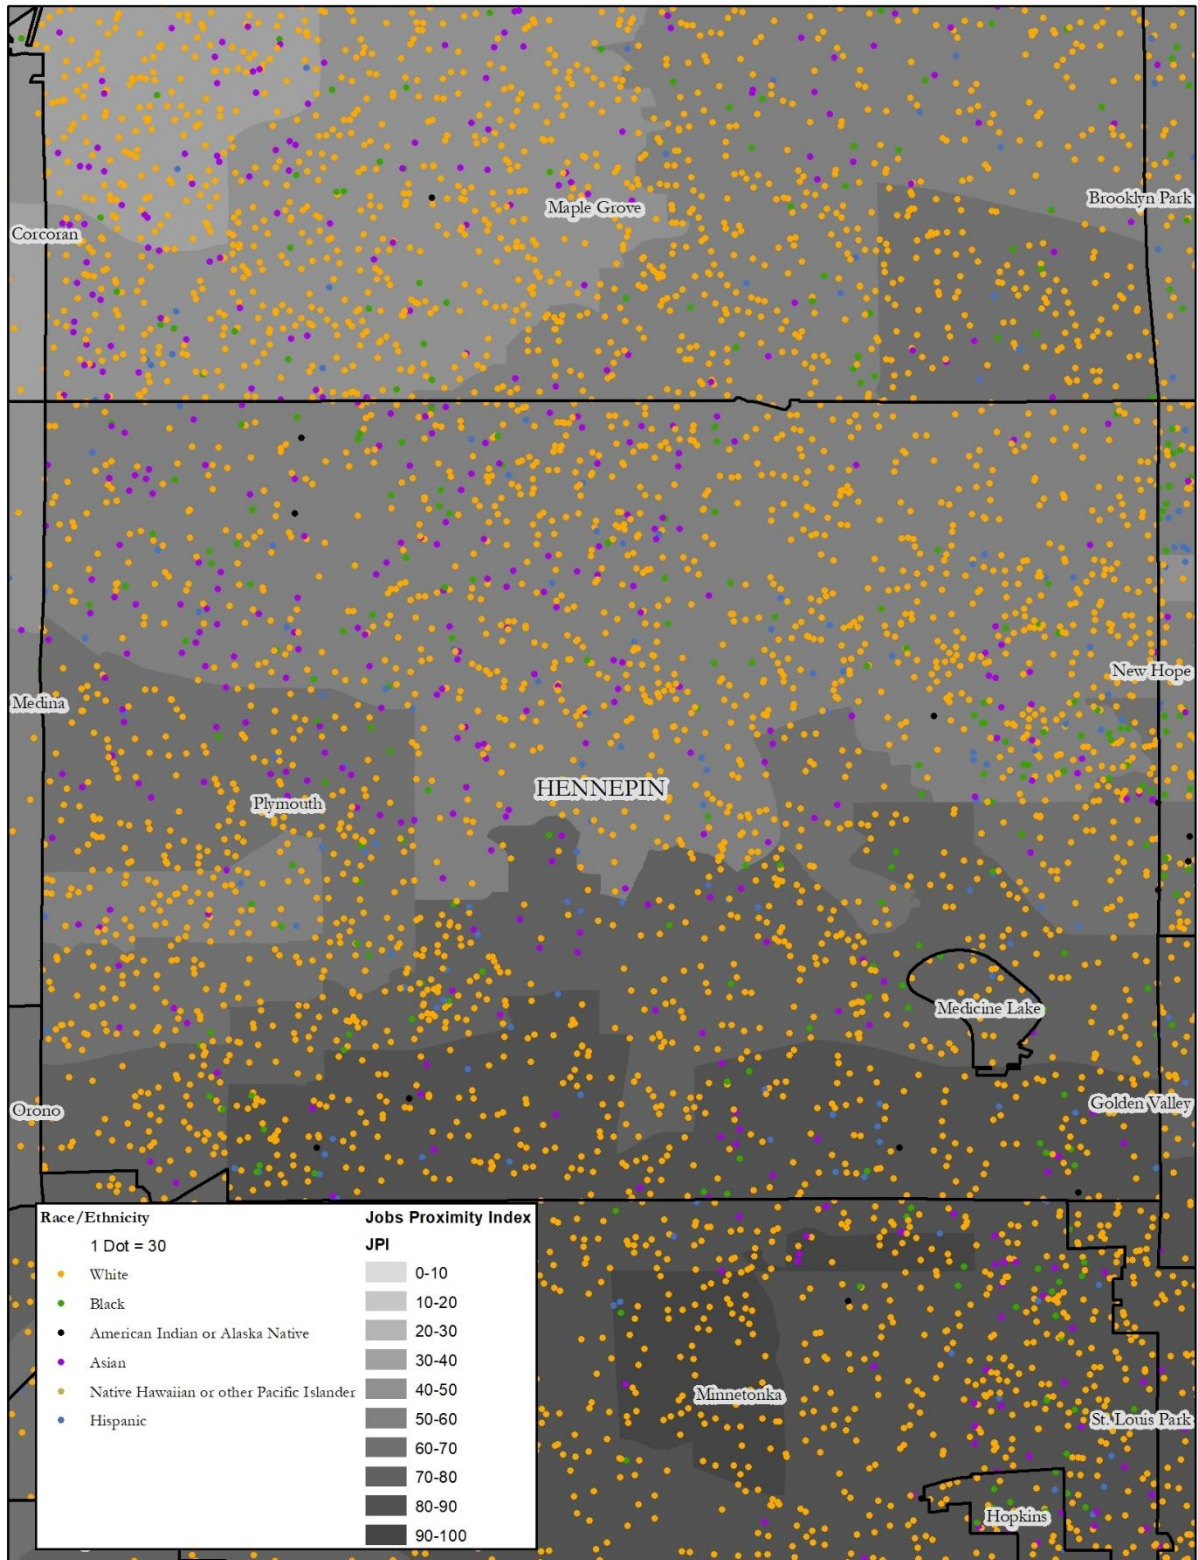 Maple Grove
Brooklyn Park
Corcoran
New Hope
Medina
HENNEPIN
Plymouth
Medicine Lake
Orono
Golden Valley
Race/Ethnicity
1 Dot = 30
White
Black
American Indian or Alaska Native
Asian
Native Hawaiian or other Pacific Islander
Hispanic
Jobs Proximity Index
JPI
0-10
10-20
20-30
30-40
40-50
50-60
60-70
70-80
80-90
90-100
Minnetonka
St. Louis Park
Hopkins